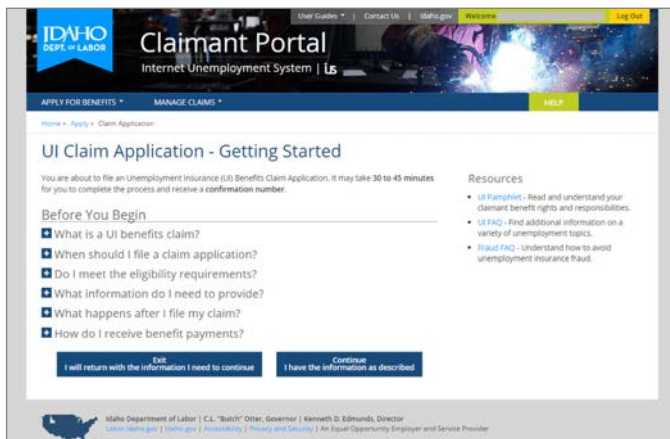 User Guides | Contact Us | Idaho.gov Welcome Log Out
IDAHO
DEPT. OF LABOR
Claimant Portal
Internet Unemployment System | ius
APPLY FOR BENEFITS MANAGE CLAIMS HELP
Home » Apply » Claim Application
UI Claim Application - Getting Started
You are about to file an Unemployment Insurance (UI) Benefits Claim Application. It may take 30 to 45 minutes
for you to complete the process and receive a confirmation number.
Before You Begin
What is a UI benefits claim?
When should I file a claim application?
Do I meet the eligibility requirements?
What information do I need to provide?
What happens after I file my claim?
How do I receive benefit payments?
Exit
I will return with the information I need to continue
Continue
I have the information as described
Resources
UI Pamphlet - Read and understand your
claimant benefit rights and responsibilities.
UI FAQ - Find additional information on a
variety of unemployment topics.
Fraud FAQ - Understand how to avoid
unemployment insurance fraud.
Idaho Department of Labor | C.L. "Butch" Otter, Governor | Kenneth D. Edmunds, Director
Labor.Idaho.gov | Idaho.gov | Accessibility | Privacy and Security | An Equal Opportunity Employer and Service Provider